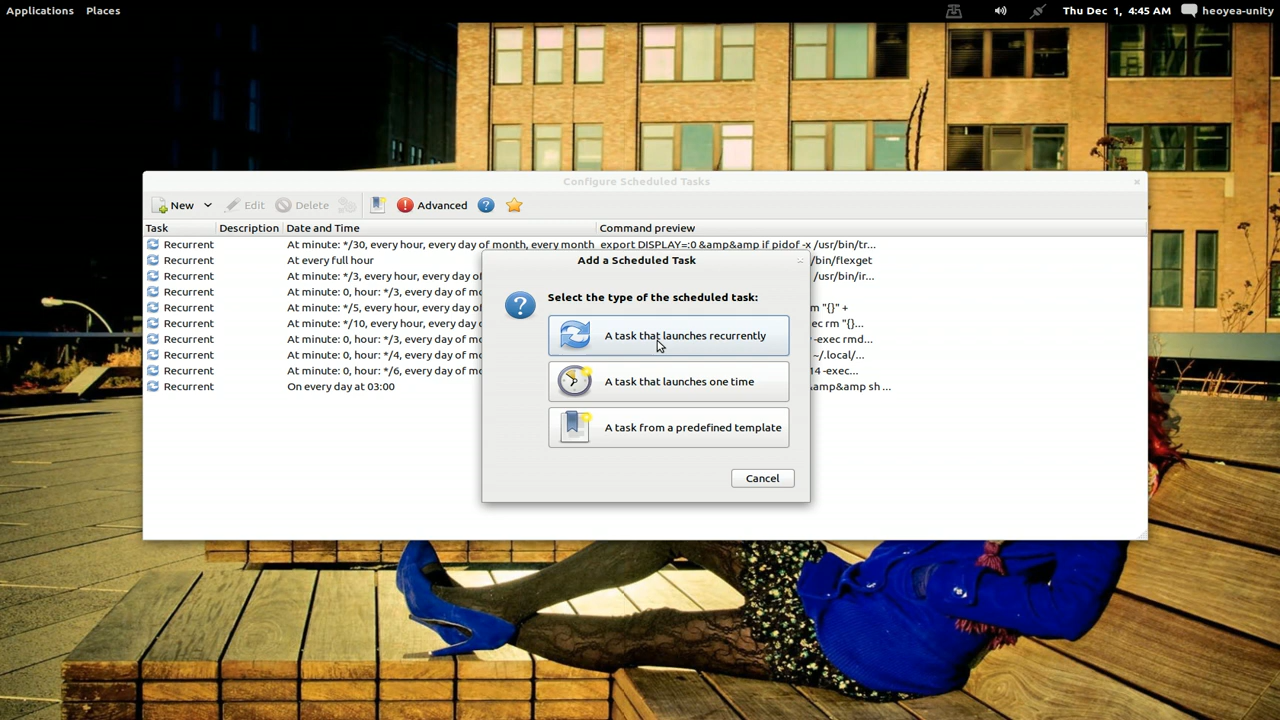 Applications Places Thu Dec 1, 4:45 AM heoyea-unity
Configure Scheduled Tasks
New Edit Delete Advanced
Task Description Date and Time Command preview
Recurrent At minute: */30, every hour, every day of month, every month export DISPLAY=:0 &amp&amp if pidof -x /usr/bin/tr...
Recurrent At every full hour /bin/flexget
Recurrent At minute: */3, every hour, every day of /usr/bin/ir...
Recurrent At minute: 0, hour: */3, every day of mo
Recurrent At minute: */5, every hour, every day of m "{}" +
Recurrent At minute: */10, every hour, every day of ec rm "{}...
Recurrent At minute: 0, hour: */3, every day of mo -exec rmd...
Recurrent At minute: 0, hour: */4, every day of mo ~/.local/...
Recurrent At minute: 0, hour: */6, every day of mo 14 -exec...
Recurrent On every day at 03:00 &amp&amp sh ...
Add a Scheduled Task
Select the type of the scheduled task:
A task that launches recurrently
A task that launches one time
A task from a predefined template
Cancel